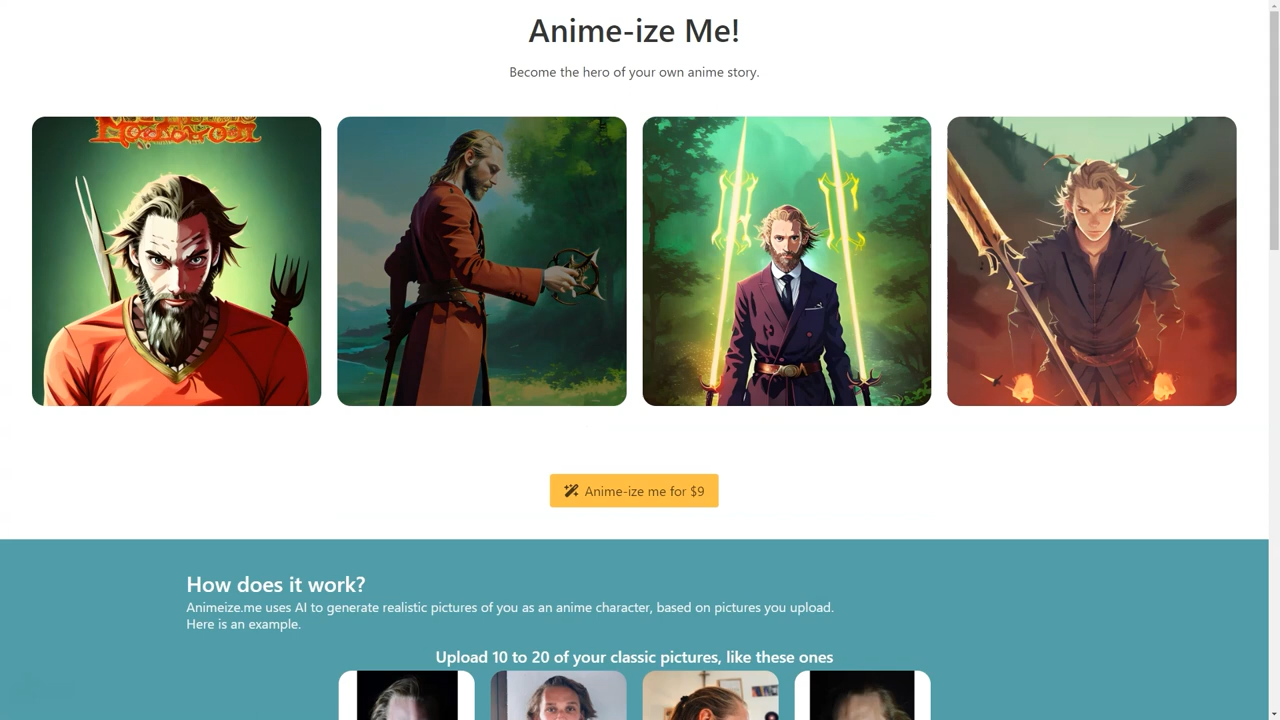 Anime-ize Me!
Become the hero of your own anime story.
Anime-ize me for $9
How does it work?
Animeize.me uses AI to generate realistic pictures of you as an anime character, based on pictures you upload.
Here is an example.
Upload 10 to 20 of your classic pictures, like these ones